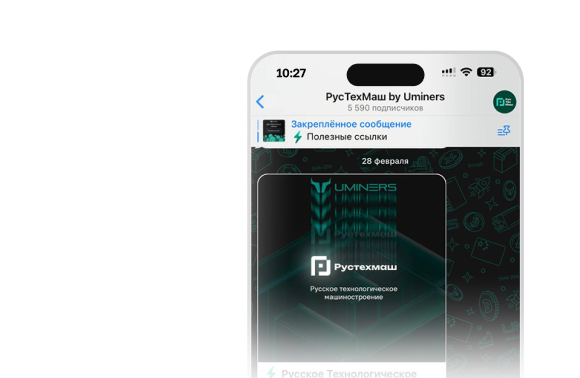 10:27
92
РусТехМаш by Uminers
5 590 подписчиков
Закреплённое сообщение
Полезные ссылки
28 февраля
UMINERS
Рустехмаш
Русское технологическое
машиностроение
Русское Технологическое